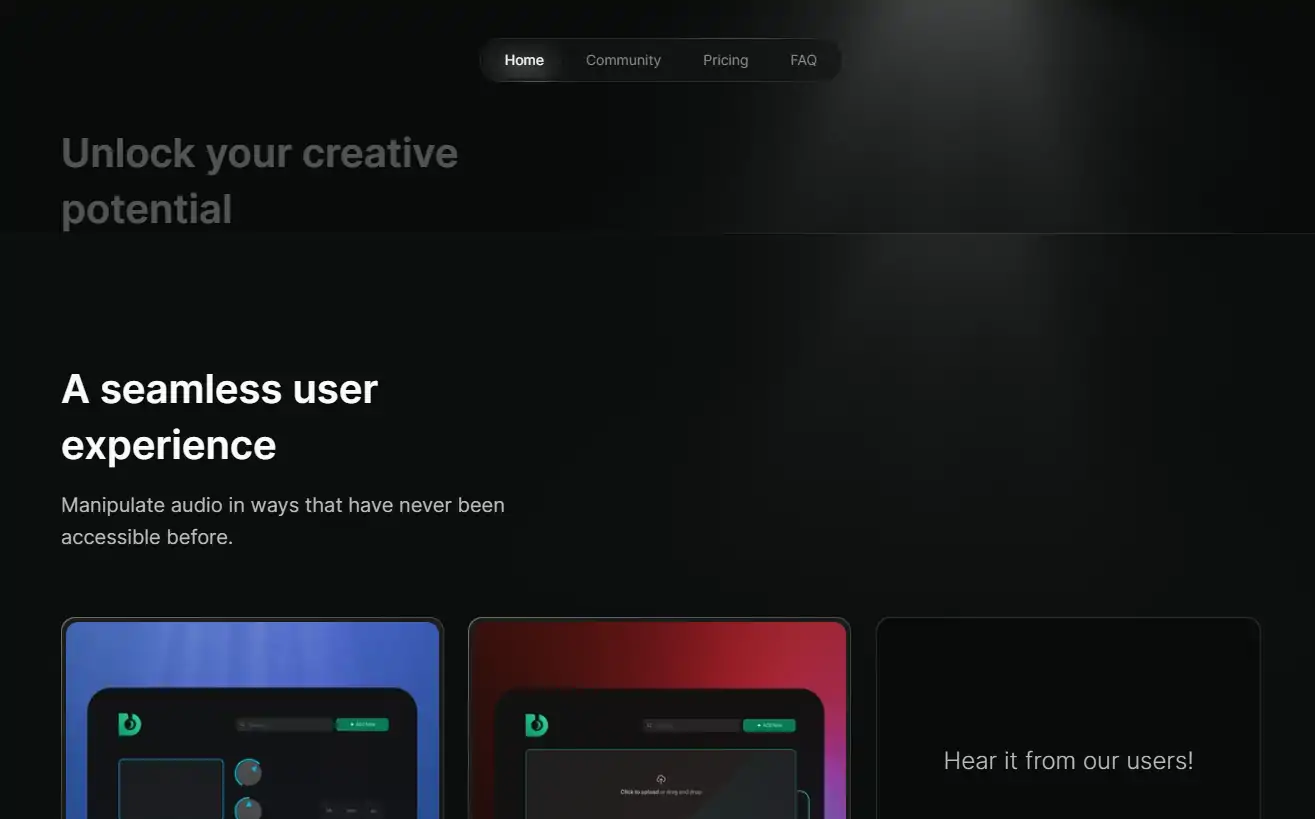 Home
Community
Pricing
FAQ
Unlock your creative
potential
A seamless user
experience
Manipulate audio in ways that have never been
accessible before.
Click to upload or drag and drop
Hear it from our users!